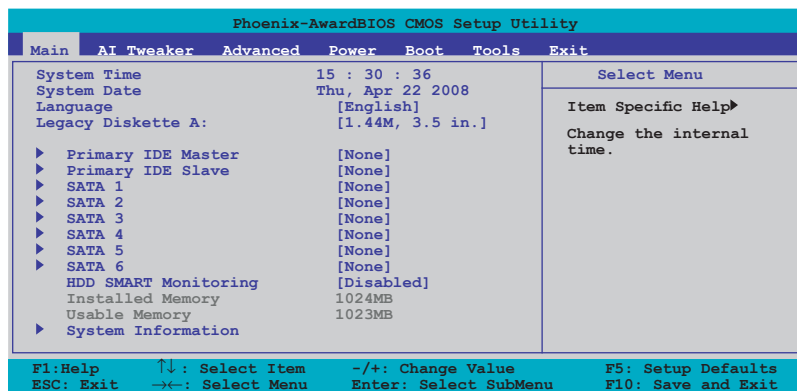 Phoenix-AwardBIOS CMOS Setup Utility
Main AI Tweaker Advanced Power Boot Tools Exit
System Time 15 : 30 : 36
System Date Thu, Apr 22 2008
Language [English]
Legacy Diskette A: [1.44M, 3.5 in.]
Primary IDE Master [None]
Primary IDE Slave [None]
SATA 1 [None]
SATA 2 [None]
SATA 3 [None]
SATA 4 [None]
SATA 5 [None]
SATA 6 [None]
HDD SMART Monitoring [Disabled]
Installed Memory 1024MB
Usable Memory 1023MB
System Information
Select Menu
Item Specific Help
Change the internal
time.
F1:Help ↑↓: Select Item -/+: Change Value F5: Setup Defaults
ESC: Exit →←: Select Menu Enter: Select SubMenu F10: Save and Exit